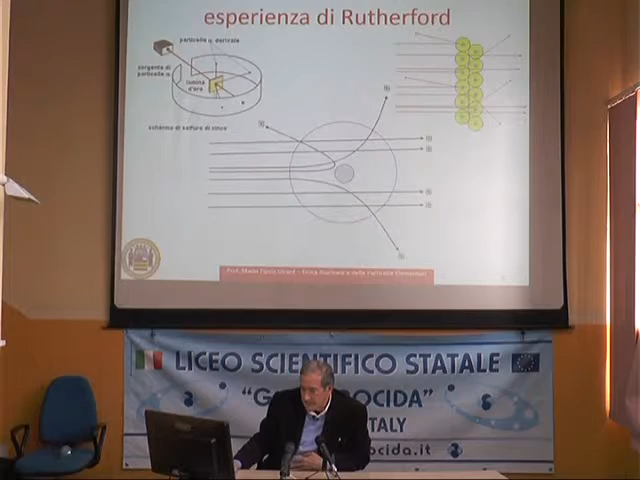 esperienza di Rutherford
particelle α deviate
sorgente di
particelle α
lamina
d'oro
schermo di solfuro di zinco
LICEO SCIENTIFICO STATALE
"G. OCIDA"
ITALY
ocida.it